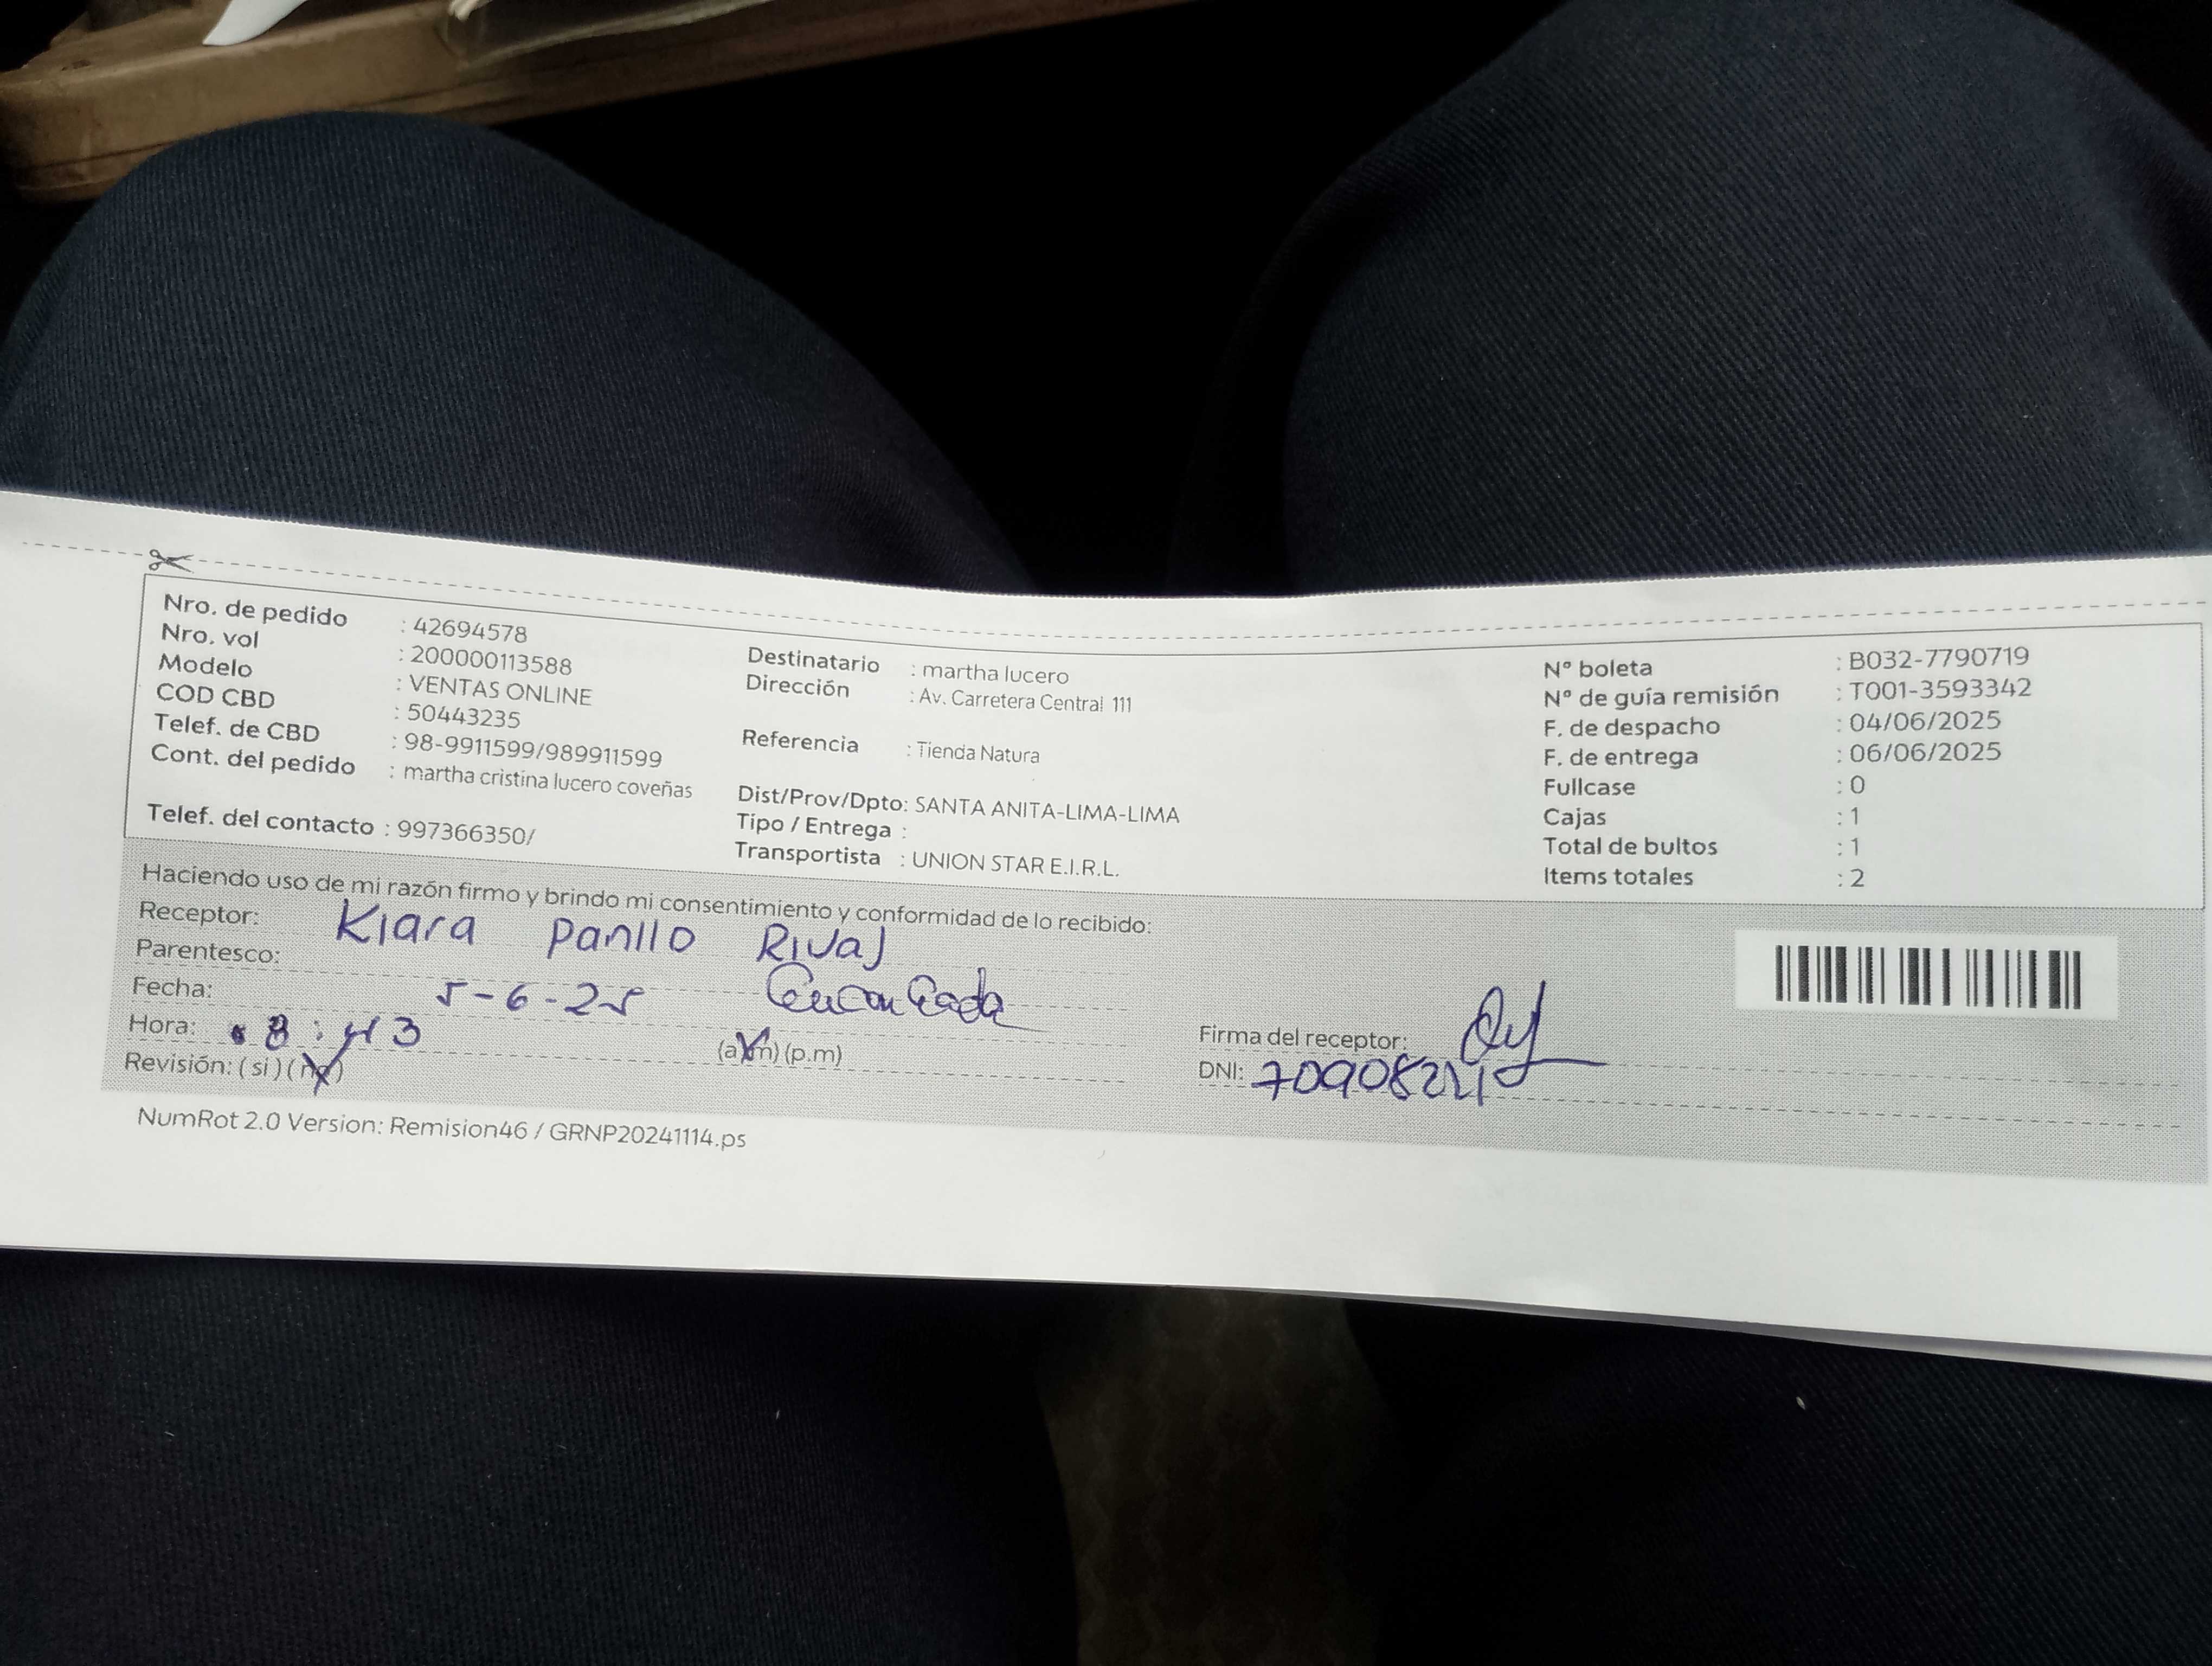 Nro. de pedido : 42694578
Nro. vol : 200000113588
Modelo : VENTAS ONLINE
COD CBD : 50443235
Telef. de CBD : 98-9911599/989911599
Cont. del pedido : martha cristina lucero coveñas
Telef. del contacto : 997366350/
Destinatario : martha lucero
Dirección : Av. Carretera Central 111
Referencia : Tienda Natura
Dist/Prov/Dpto: SANTA ANITA-LIMA-LIMA
Tipo / Entrega :
Transportista : UNION STAR E.I.R.L.
N° boleta : B032-7790719
N° de guía remisión : T001-3593342
F. de despacho : 04/06/2025
F. de entrega : 06/06/2025
Fullcase : 0
Cajas : 1
Total de bultos : 1
Items totales : 2
Haciendo uso de mi razón firmo y brindo mi consentimiento y conformidad de lo recibido:
Receptor: Kiara Panllo Rivas
Parentesco:
Fecha: 5-6-25
Hora: 8:43 (a.m) (p.m)
Revisión: (si) (no)
Firma del receptor:
DNI:
NumRot 2.0 Version: Remision46 / GRNP20241114.ps